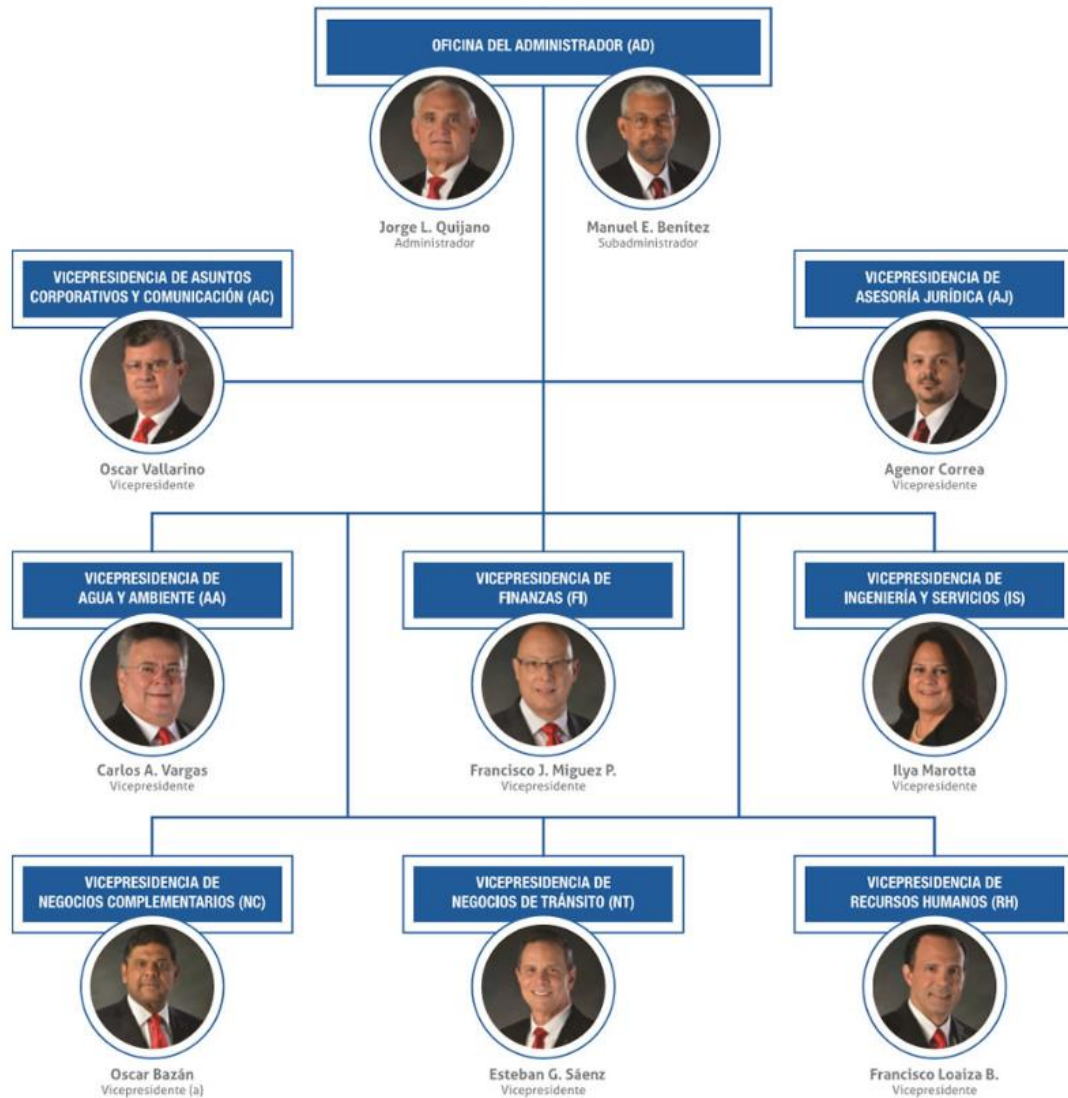 OFICINA DEL ADMINISTRADOR (AD)
Jorge L. Quijano
Administrador
Manuel E. Benítez
Subadministrador
VICEPRESIDENCIA DE ASUNTOS
CORPORATIVOS Y COMUNICACIÓN (AC)
Oscar Vallarino
Vicepresidente
VICEPRESIDENCIA DE
ASESORÍA JURÍDICA (AJ)
Agenor Correa
Vicepresidente
VICEPRESIDENCIA DE
AGUA Y AMBIENTE (AA)
Carlos A. Vargas
Vicepresidente
VICEPRESIDENCIA DE
FINANZAS (FI)
Francisco J. Miguez P.
Vicepresidente
VICEPRESIDENCIA DE
INGENIERÍA Y SERVICIOS (IS)
Ilya Marotta
Vicepresidente
VICEPRESIDENCIA DE
NEGOCIOS COMPLEMENTARIOS (NC)
Oscar Bazán
Vicepresidente (a)
VICEPRESIDENCIA DE
NEGOCIOS DE TRÁNSITO (NT)
Esteban G. Sáenz
Vicepresidente
VICEPRESIDENCIA DE
RECURSOS HUMANOS (RH)
Francisco Loaiza B.
Vicepresidente